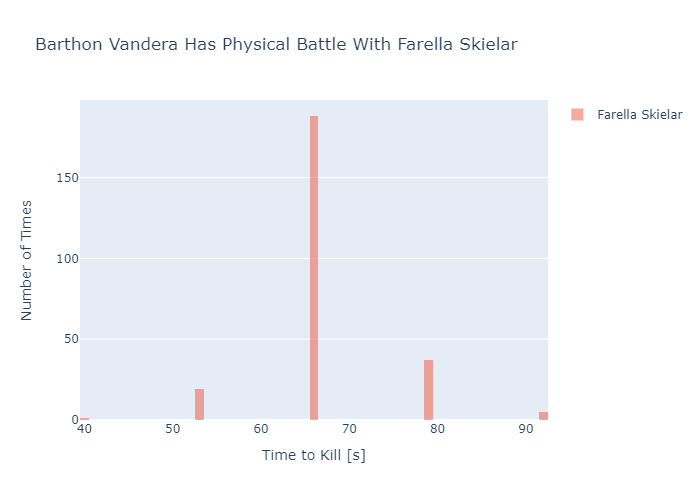 Barthon Vandera Has Physical Battle With Farella Skielar
Farella Skielar
150
100
50
0
Number of Times
40 50 60 70 80 90
Time to Kill [s]